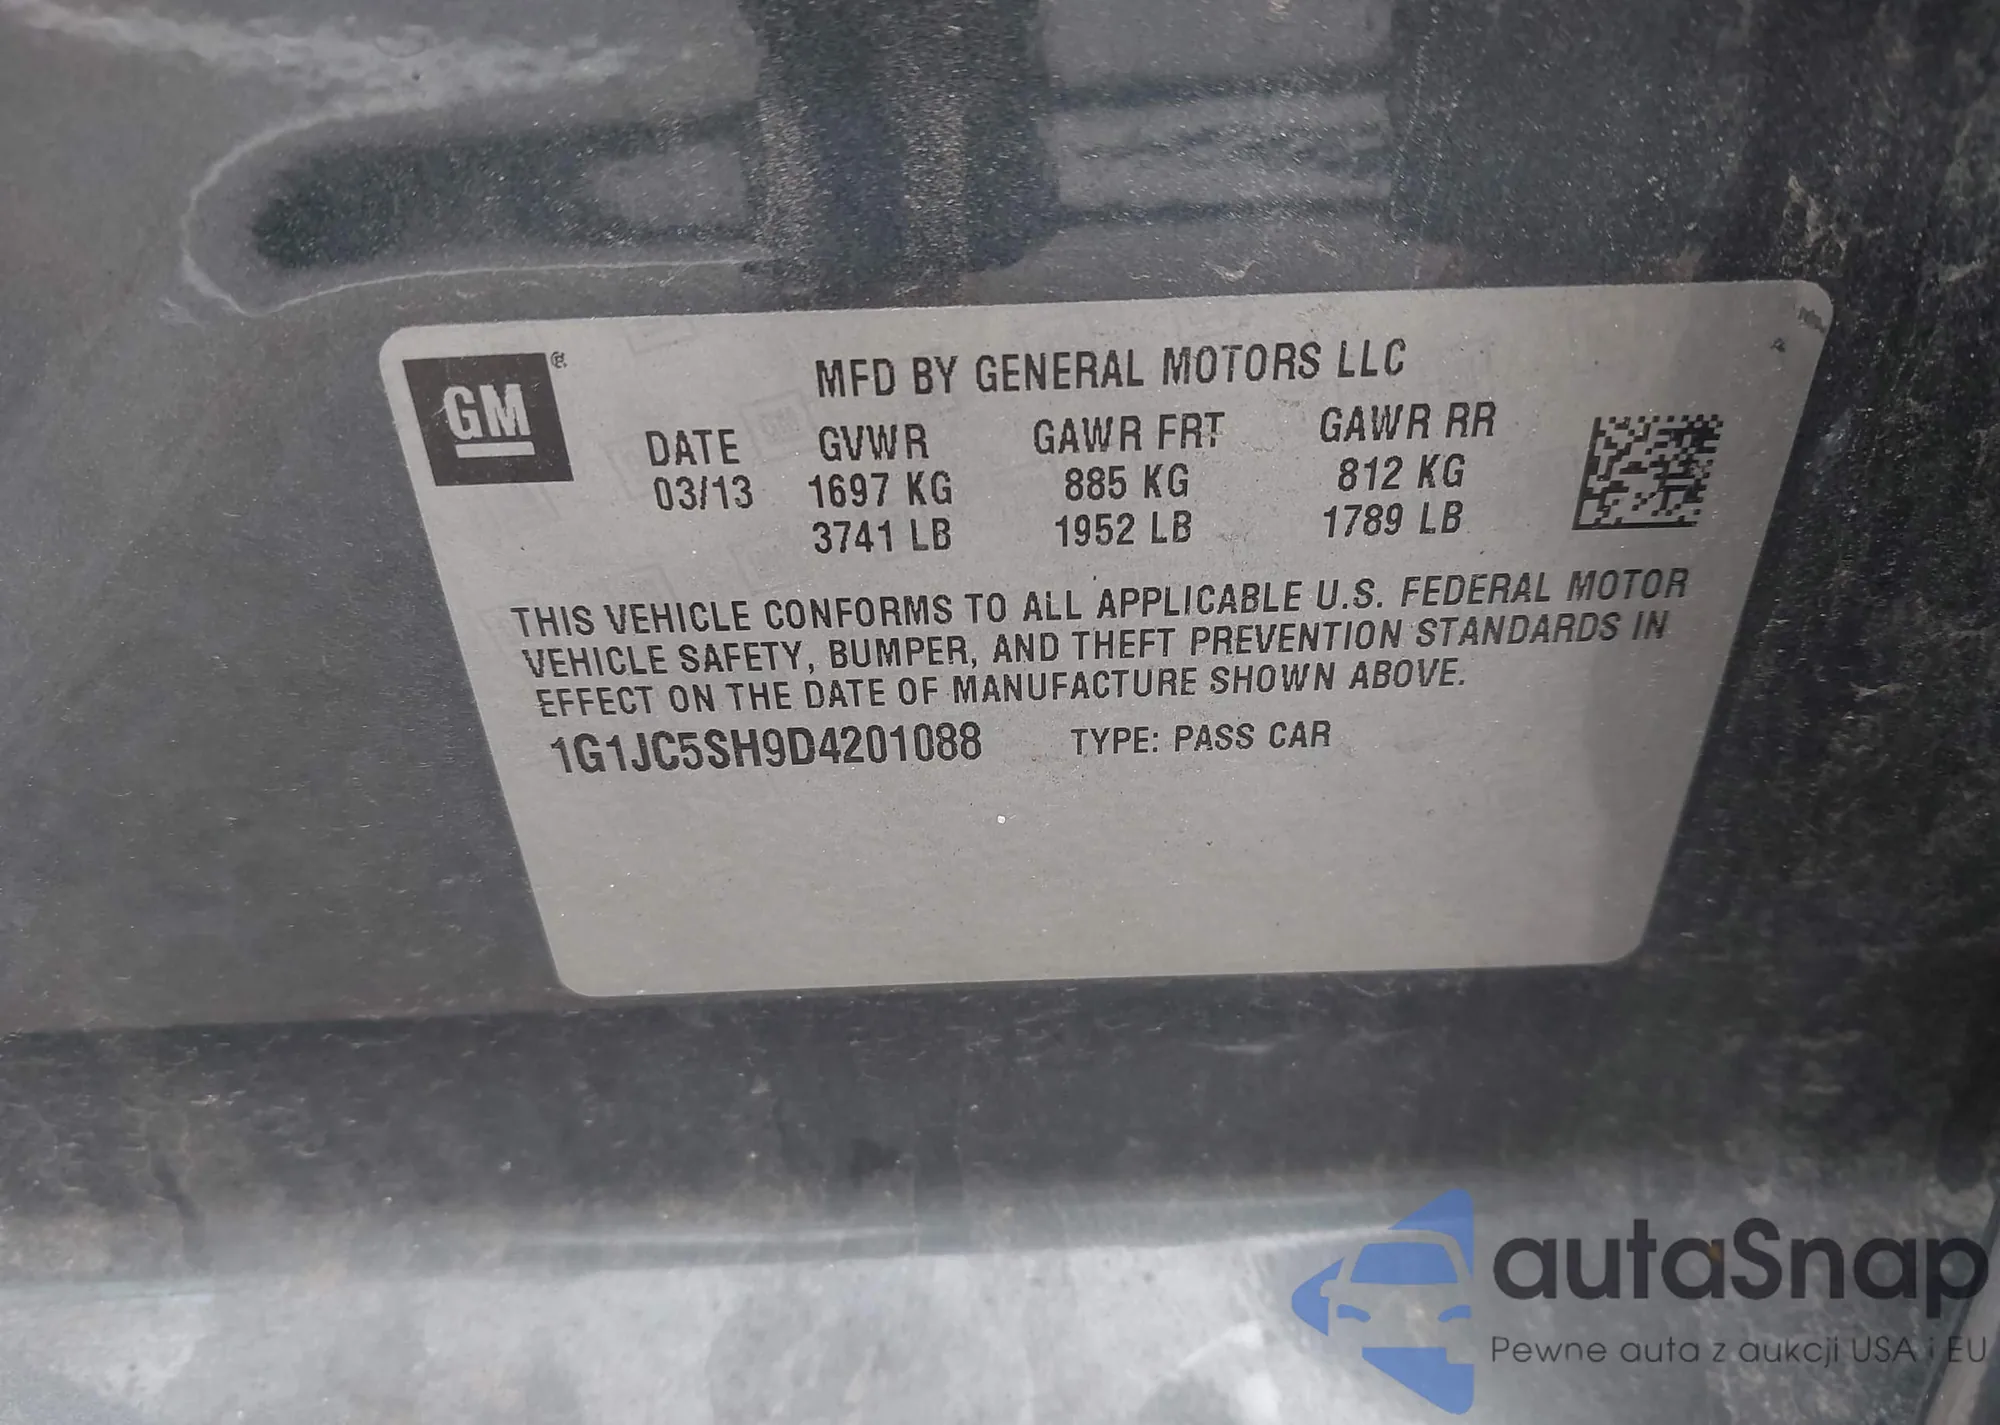 GM®
MFD BY GENERAL MOTORS LLC
DATE GVWR GAWR FRT GAWR RR
03/13 1697 KG 885 KG 812 KG
3741 LB 1952 LB 1789 LB
THIS VEHICLE CONFORMS TO ALL APPLICABLE U.S. FEDERAL MOTOR
VEHICLE SAFETY, BUMPER, AND THEFT PREVENTION STANDARDS IN
EFFECT ON THE DATE OF MANUFACTURE SHOWN ABOVE.
1G1JC5SH9D4201088 TYPE: PASS CAR
autaSnap
Pewne auta z aukcji USA i EU